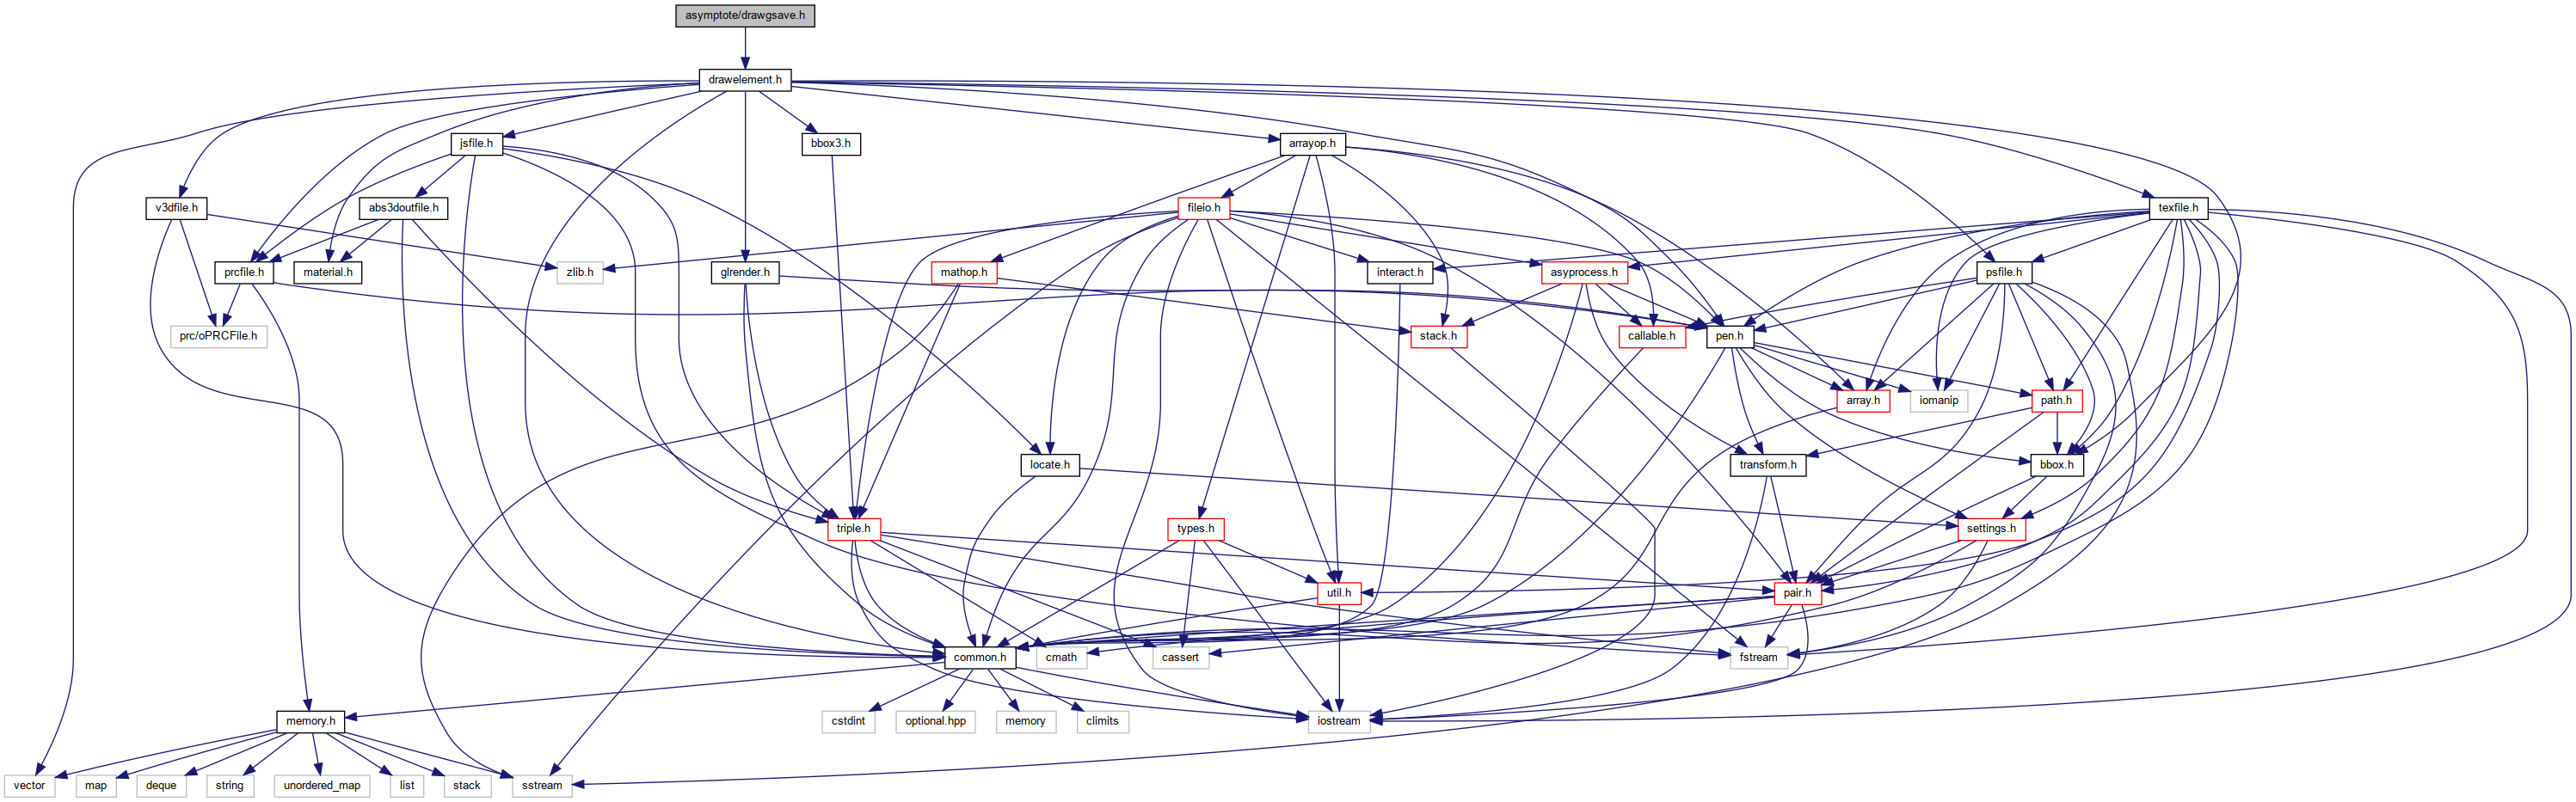 asymptote/drawgsave.h
drawelement.h
jsfile.h
bbox3.h
arrayop.h
v3dfile.h
abs3doutfile.h
fileio.h
texfile.h
prcfile.h
material.h
zlib.h
glrender.h
mathop.h
interact.h
asyprocess.h
psfile.h
prc/oPRCFile.h
stack.h
callable.h
pen.h
array.h
iomanip
path.h
locate.h
transform.h
bbox.h
triple.h
types.h
settings.h
util.h
pair.h
common.h
cmath
cassert
fstream
memory.h
cstdint
optional.hpp
memory
climits
iostream
vector
map
deque
string
unordered_map
list
stack
sstream